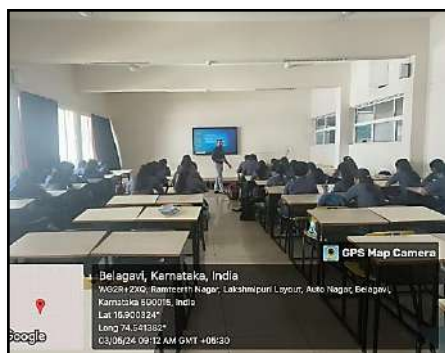 GPS Map Camera
Belagavi, Karnataka, India
WG2R+2XQ, Ramteerth Nagar, Lakshmipuri Layout, Auto Nagar, Belagavi,
Karnataka 590015, India
Lat 15.900324°
Long 74.541382°
03/05/24 09:12 AM GMT +05:30
Google